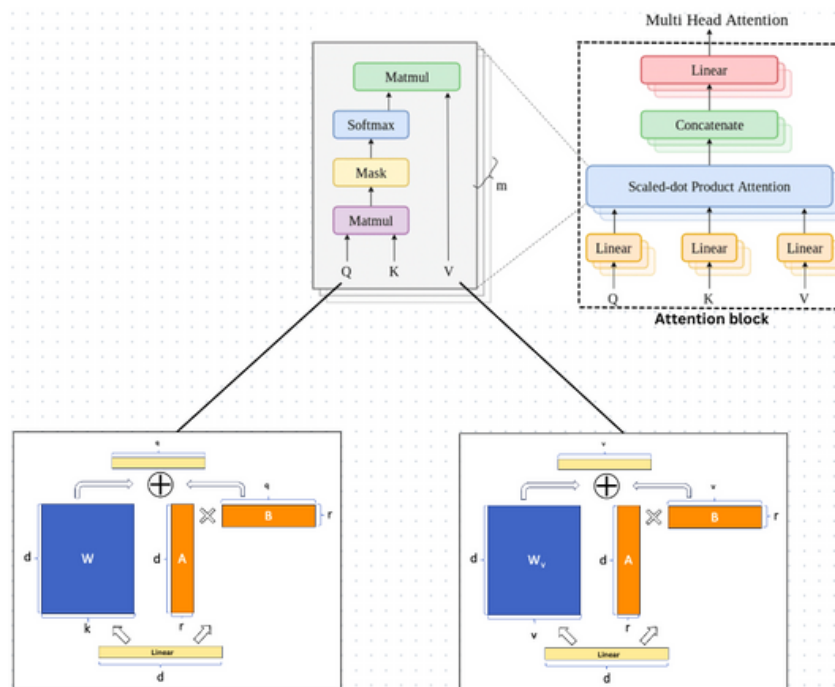 Multi Head Attention
Linear
Concatenate
Scaled-dot Product Attention
Linear
Linear
Linear
Q
K
V
Attention block
Matmul
Softmax
Mask
Matmul
Q
K
V
m
q
q
d
W
d
A
B
r
k
r
Linear
d
v
v
d
Wv
d
A
B
r
v
r
Linear
d